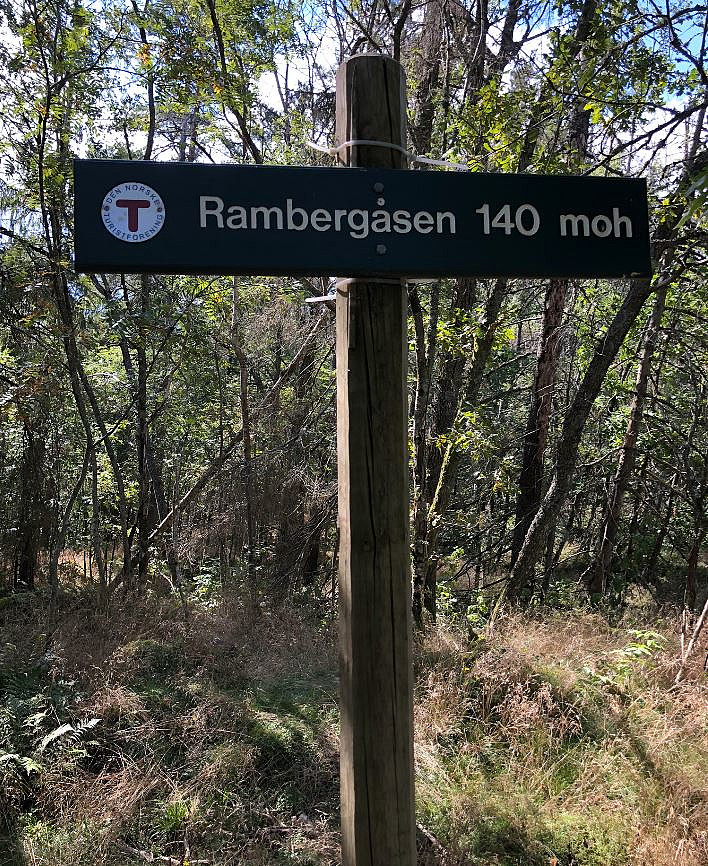 DEN NORSKE
T
TURISTFORENING
Rambergåsen 140 moh